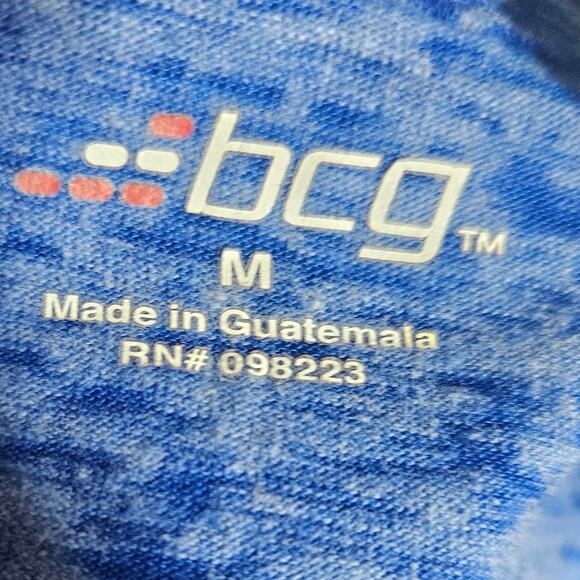 bcg™
M
Made in Guatemala
RN# 098223